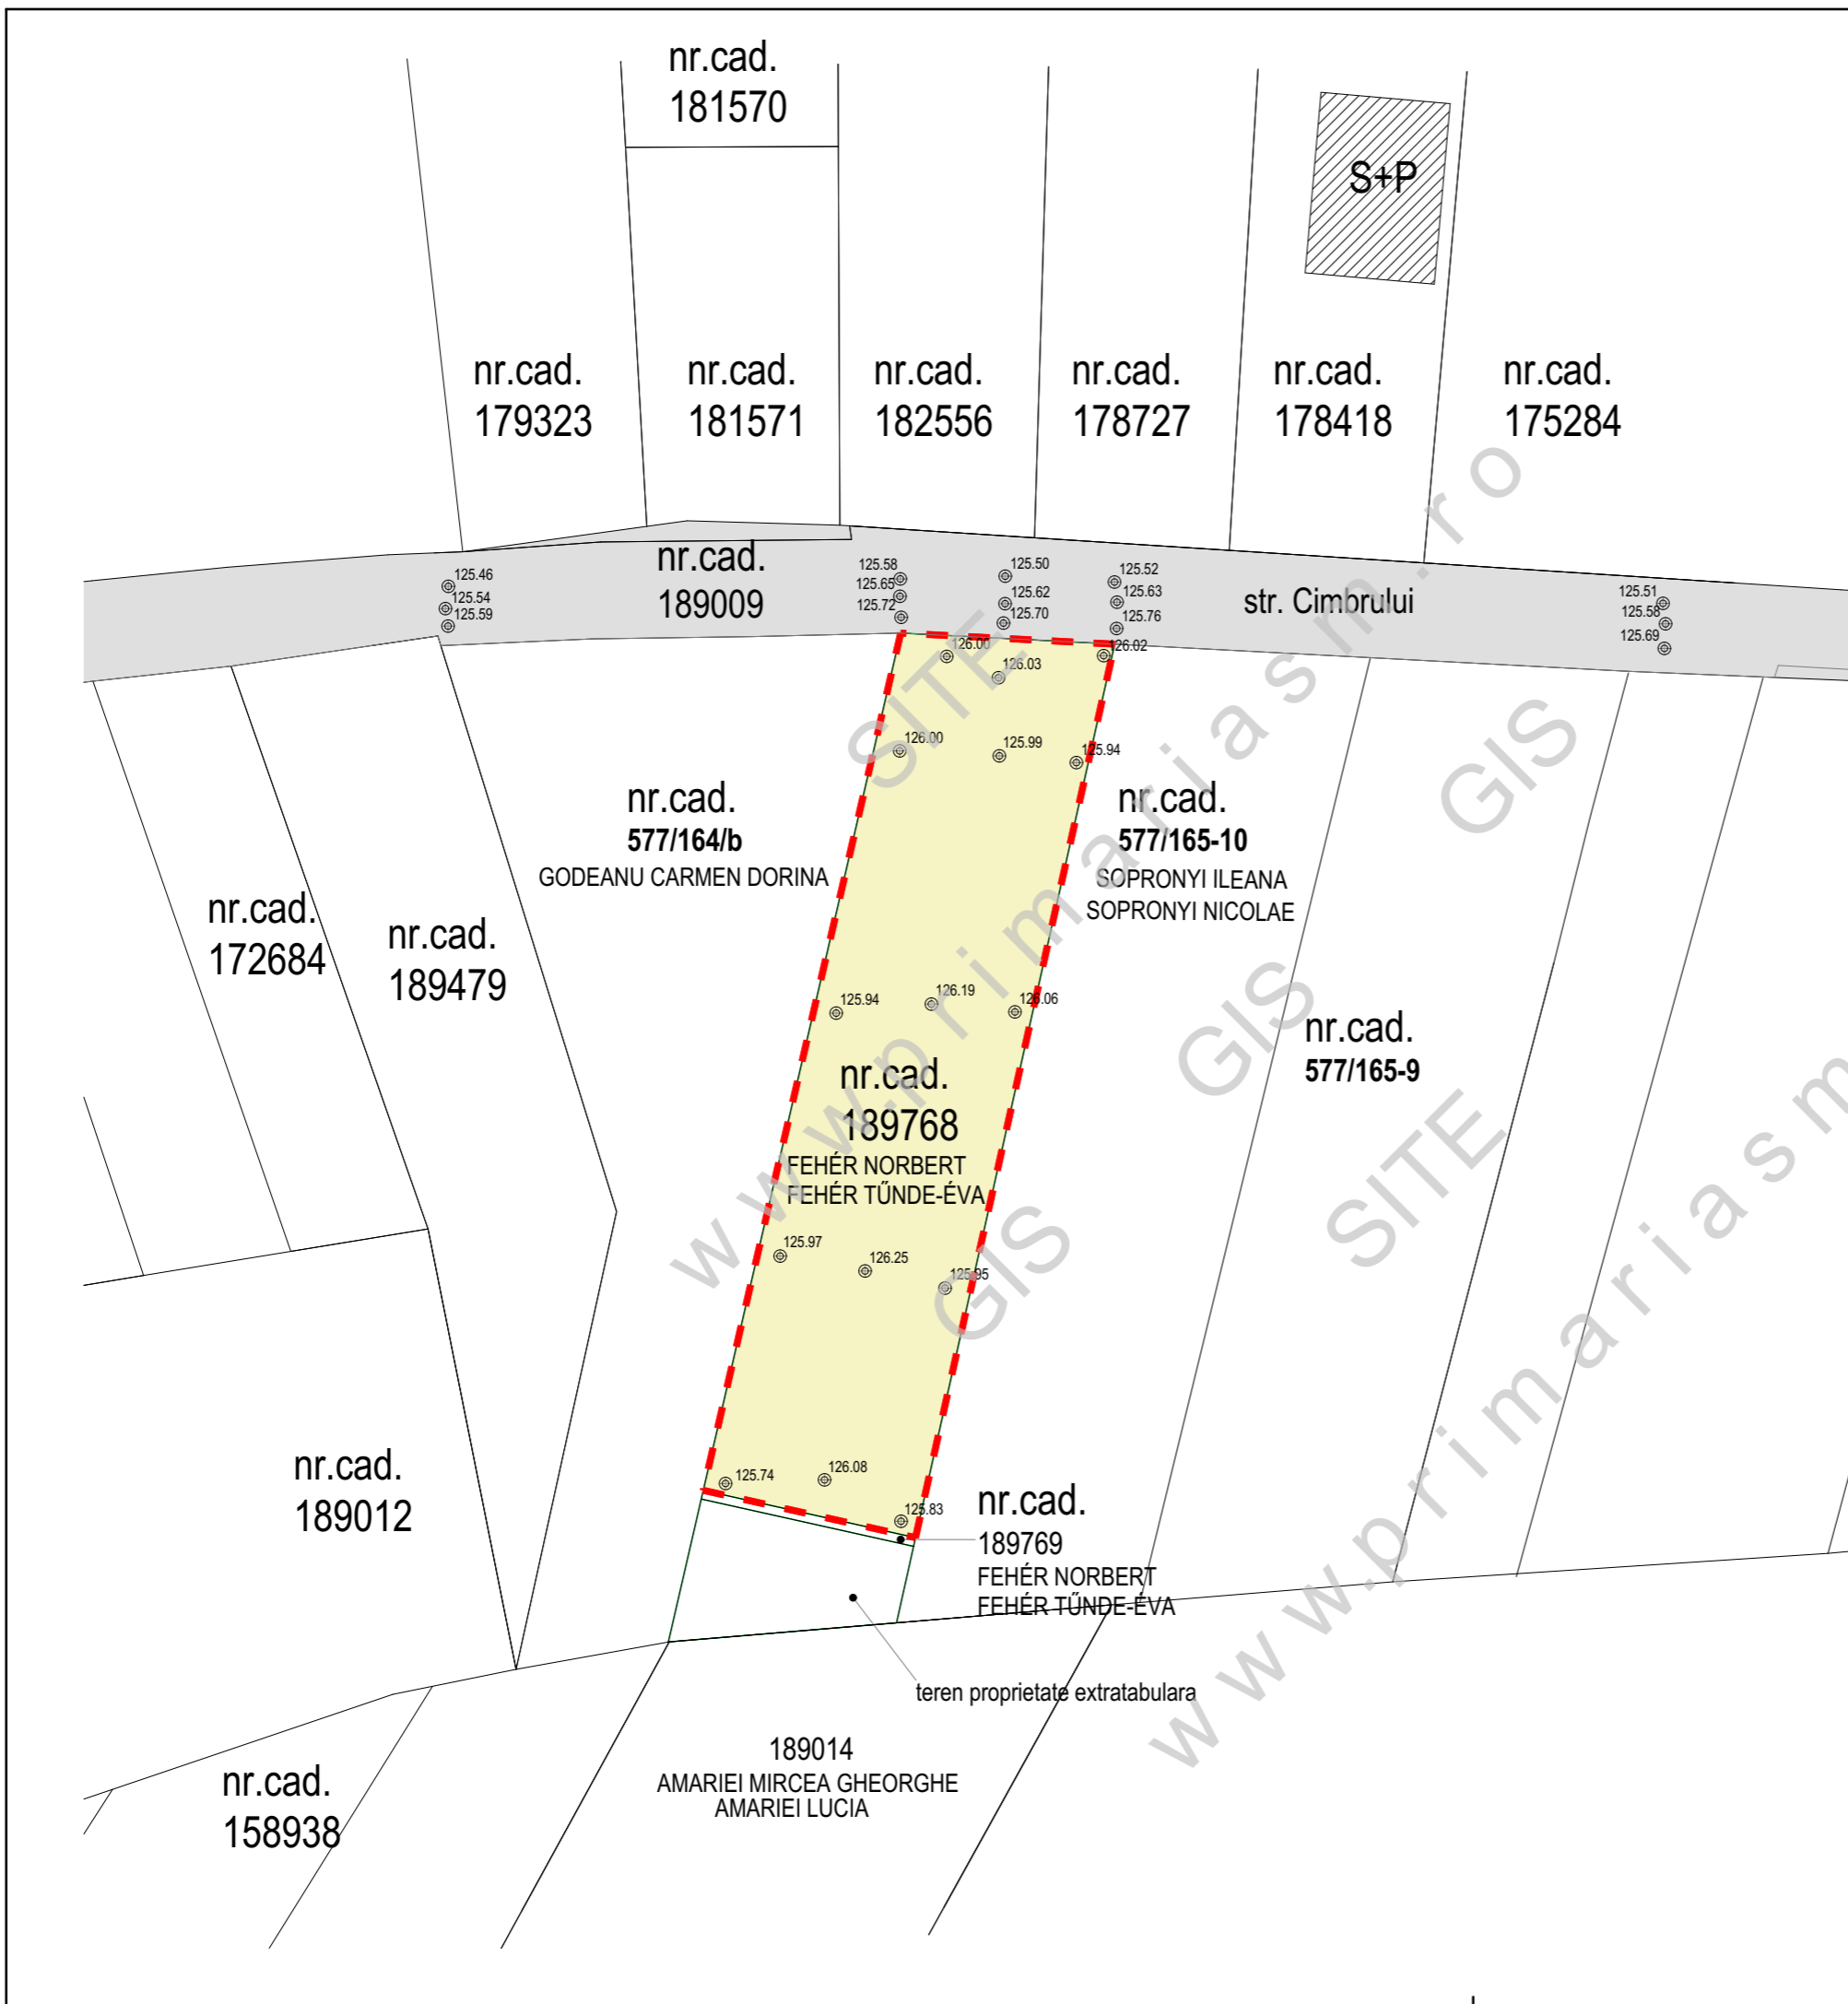 nr.cad.
181570
S+P
nr.cad.
179323
nr.cad.
181571
nr.cad.
182556
nr.cad.
178727
nr.cad.
178418
nr.cad.
175284
nr.cad.
189009
str. Cimbrului
125.46
125.54
125.59
125.58
125.65
125.72
125.50
125.62
125.70
125.52
125.63
125.76
125.51
125.58
125.69
126.00
126.03
126.02
126.00
125.99
125.94
nr.cad.
577/164/b
GODEANU CARMEN DORINA
nr.cad.
577/165-10
SOPRONYI ILEANA
SOPRONYI NICOLAE
nr.cad.
172684
nr.cad.
189479
125.94
126.19
126.06
nr.cad.
577/165-9
nr.cad.
189768
FEHÉR NORBERT
FEHÉR TŰNDE-ÉVA
125.97
126.25
125.95
nr.cad.
189012
125.74
126.08
125.83
nr.cad.
189769
FEHÉR NORBERT
FEHÉR TŰNDE-ÉVA
teren proprietate extratabulara
189014
AMARIEI MIRCEA GHEORGHE
AMARIEI LUCIA
nr.cad.
158938
SITE
GIS
GIS
GIS
SITE
www.primariasm.ro
www.primariasm